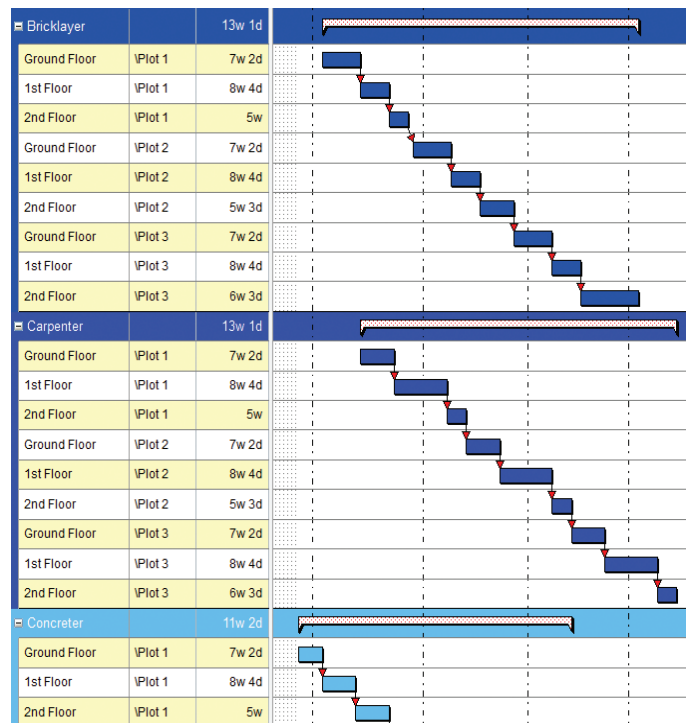 Bricklayer 13w 1d
Ground Floor \Plot 1 7w 2d
1st Floor \Plot 1 8w 4d
2nd Floor \Plot 1 5w
Ground Floor \Plot 2 7w 2d
1st Floor \Plot 2 8w 4d
2nd Floor \Plot 2 5w 3d
Ground Floor \Plot 3 7w 2d
1st Floor \Plot 3 8w 4d
2nd Floor \Plot 3 6w 3d
Carpenter 13w 1d
Ground Floor \Plot 1 7w 2d
1st Floor \Plot 1 8w 4d
2nd Floor \Plot 1 5w
Ground Floor \Plot 2 7w 2d
1st Floor \Plot 2 8w 4d
2nd Floor \Plot 2 5w 3d
Ground Floor \Plot 3 7w 2d
1st Floor \Plot 3 8w 4d
2nd Floor \Plot 3 6w 3d
Concreter 11w 2d
Ground Floor \Plot 1 7w 2d
1st Floor \Plot 1 8w 4d
2nd Floor \Plot 1 5w